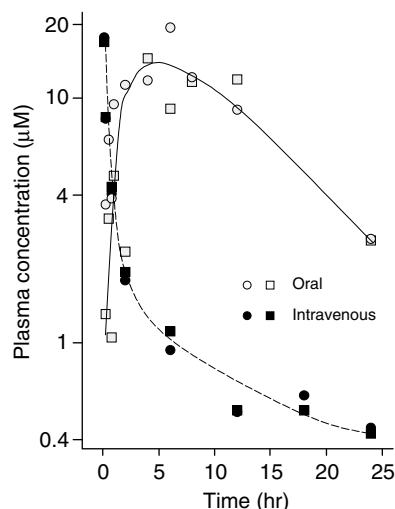 20
10
4
1
0.4
Plasma concentration (μM)
Oral
Intravenous
0 5 10 15 20 25
Time (hr)